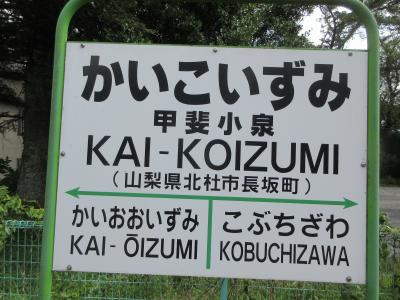 かいこいずみ
甲斐小泉
KAI-KOIZUMI
(山梨県北杜市長坂町)
かいおおいずみ
KAI-ŌIZUMI
こぶちざわ
KOBUCHIZAWA